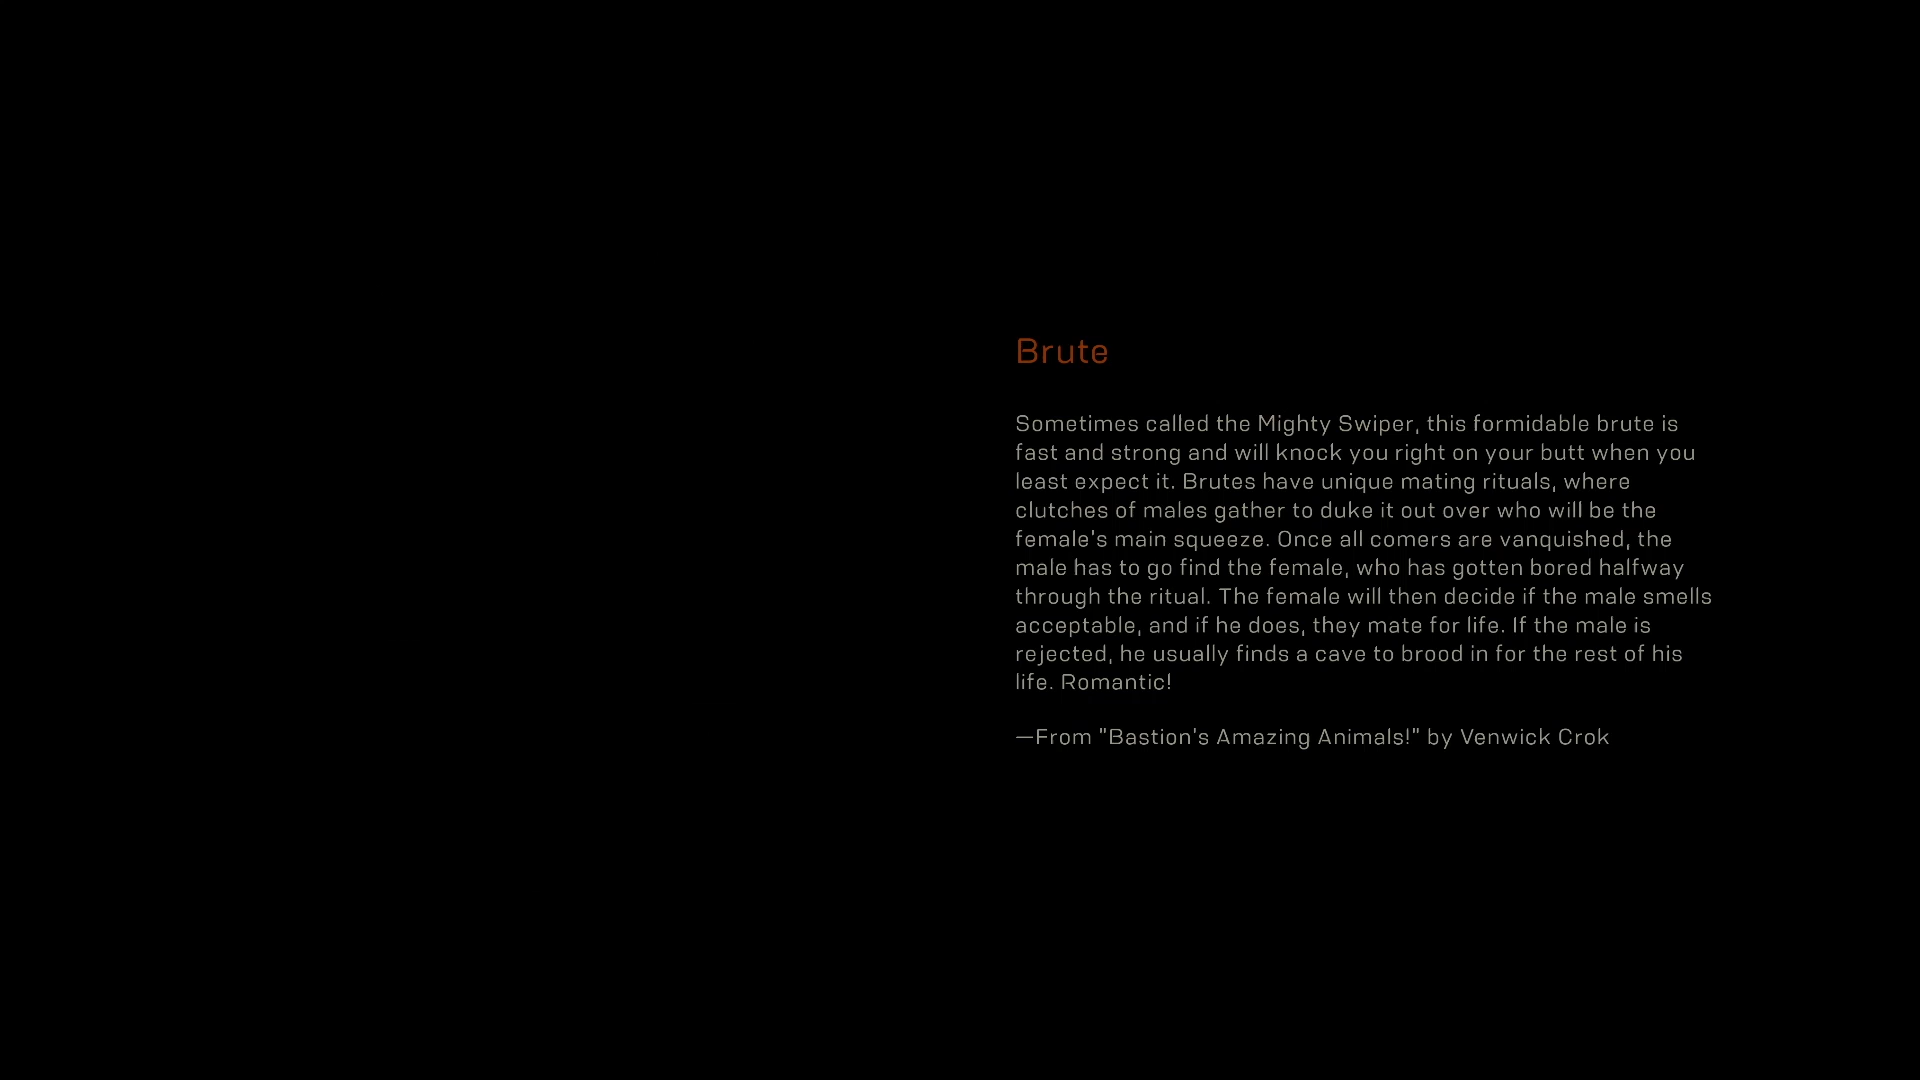 Brute
Sometimes called the Mighty Swiper, this formidable brute is
fast and strong and will knock you right on your butt when you
least expect it. Brutes have unique mating rituals, where
clutches of males gather to duke it out over who will be the
female's main squeeze. Once all comers are vanquished, the
male has to go find the female, who has gotten bored halfway
through the ritual. The female will then decide if the male smells
acceptable, and if he does, they mate for life. If the male is
rejected, he usually finds a cave to brood in for the rest of his
life. Romantic!
—From "Bastion's Amazing Animals!" by Venwick Crok